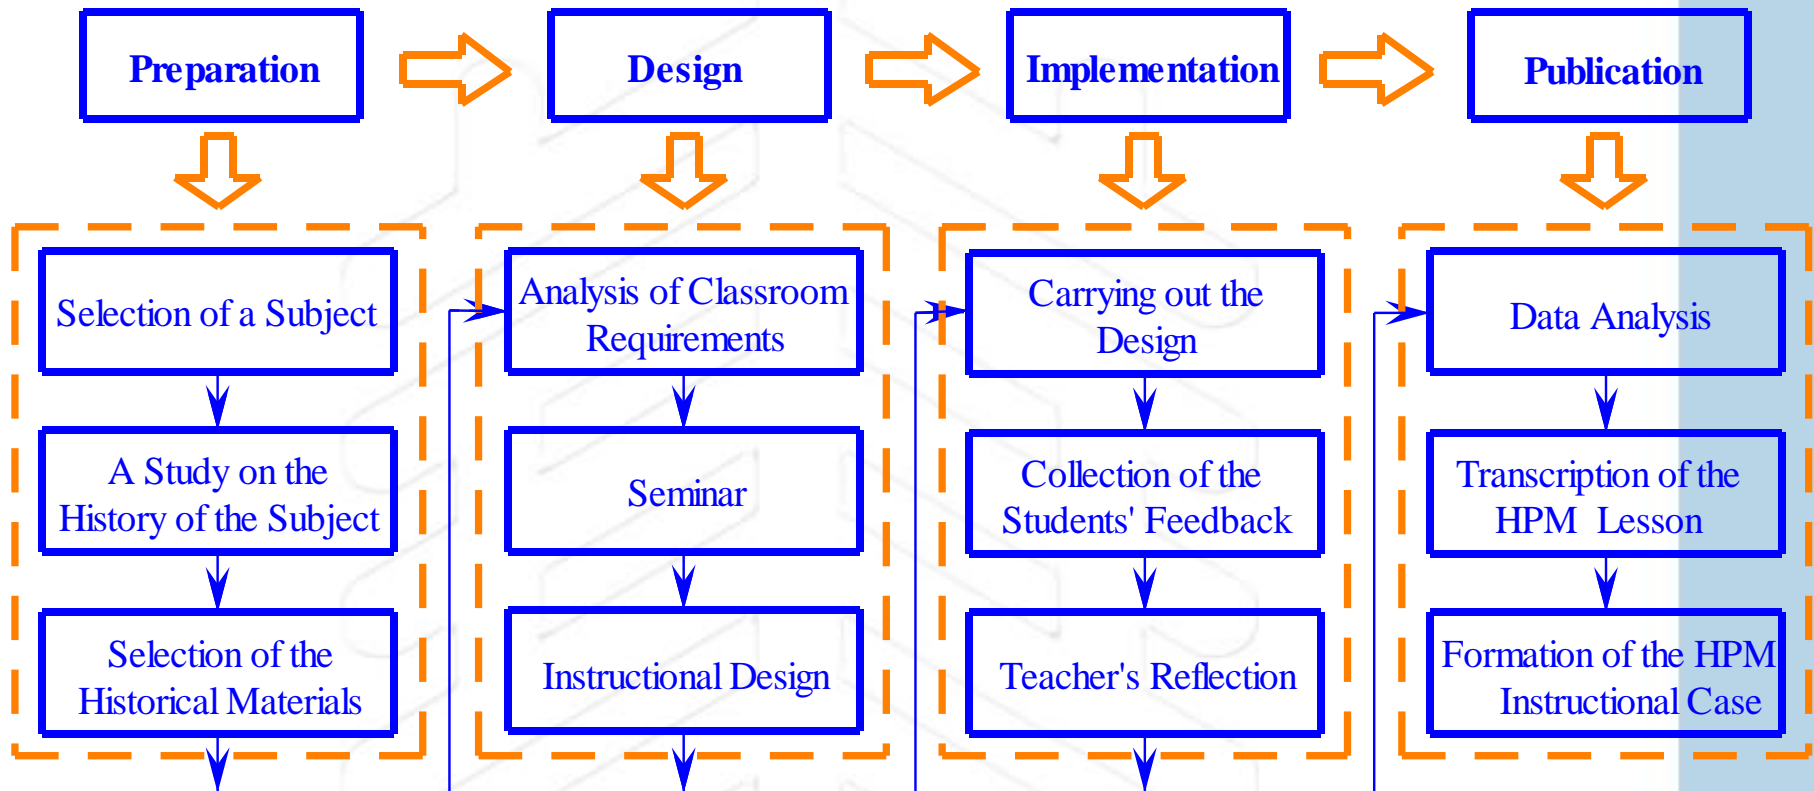 Preparation
Design
Implementation
Publication
Selection of a Subject
A Study on the
History of the Subject
Selection of the
Historical Materials
Analysis of Classroom
Requirements
Seminar
Instructional Design
Carrying out the
Design
Collection of the
Students' Feedback
Teacher's Reflection
Data Analysis
Transcription of the
HPM Lesson
Formation of the HPM
Instructional Case